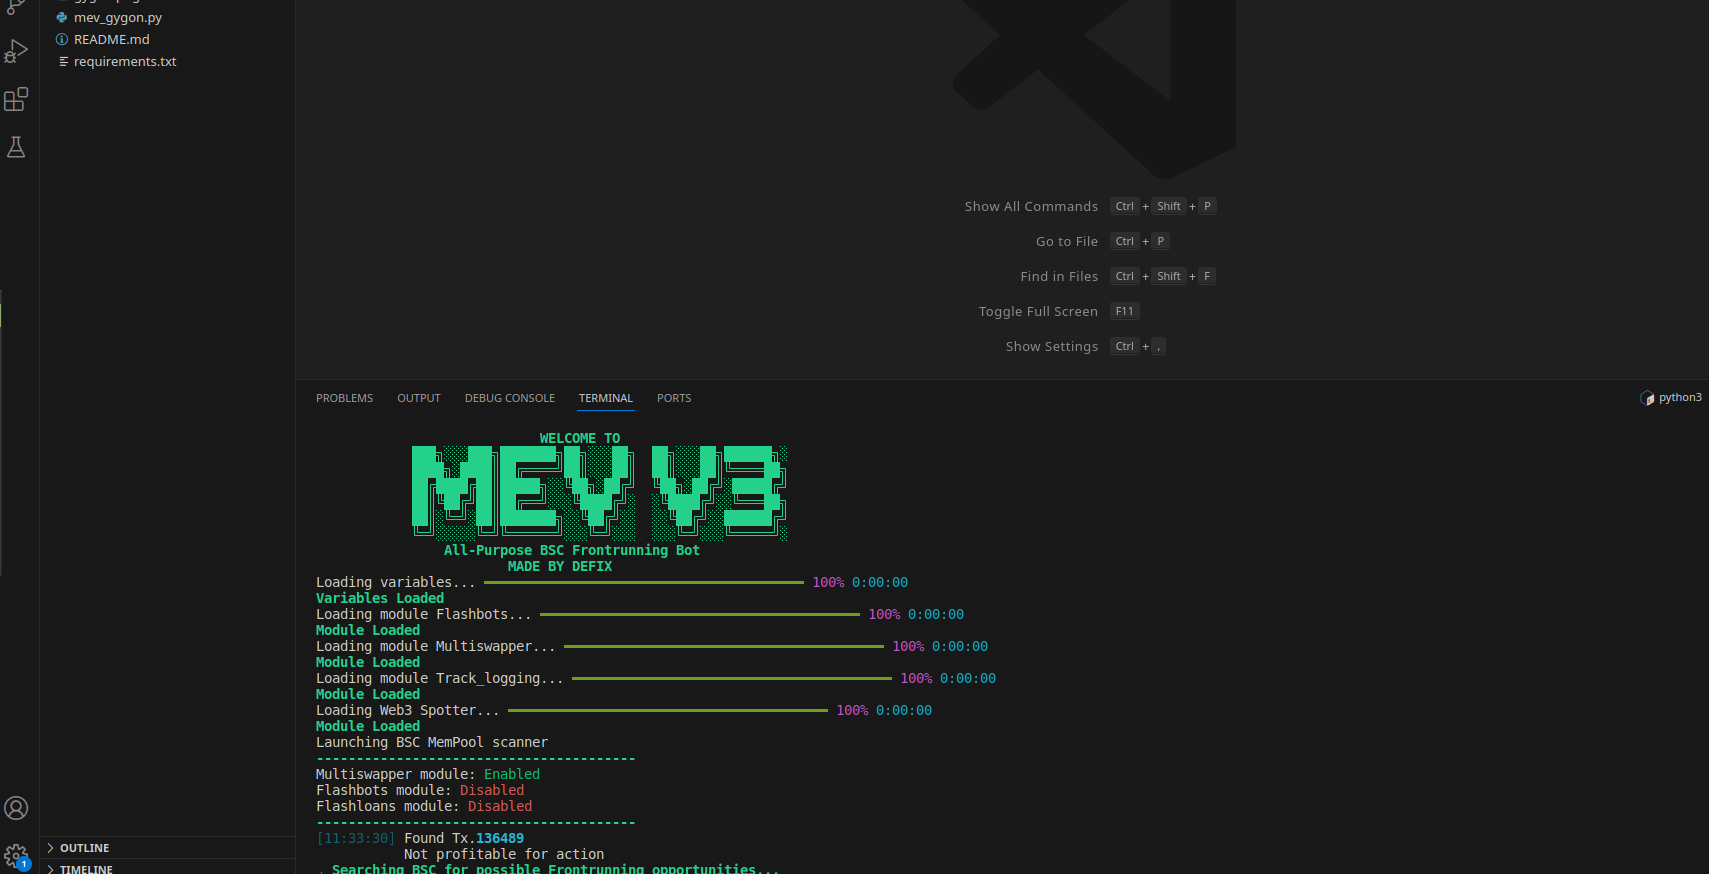 mev_gygon.py
README.md
requirements.txt
Show All Commands Ctrl + Shift + P
Go to File Ctrl + P
Find in Files Ctrl + Shift + F
Toggle Full Screen F11
Show Settings Ctrl + ,
PROBLEMS OUTPUT DEBUG CONSOLE TERMINAL PORTS
python3
WELCOME TO
MEV V3
All-Purpose BSC Frontrunning Bot
MADE BY DEFIX
Loading variables... 100% 0:00:00
Variables Loaded
Loading module Flashbots... 100% 0:00:00
Module Loaded
Loading module Multiswapper... 100% 0:00:00
Module Loaded
Loading module Track_logging... 100% 0:00:00
Module Loaded
Loading Web3 Spotter... 100% 0:00:00
Module Loaded
Launching BSC MemPool scanner
----------------------------------------
Multiswapper module: Enabled
Flashbots module: Disabled
Flashloans module: Disabled
----------------------------------------
[11:33:30] Found Tx.136489
Not profitable for action
Searching BSC for possible Frontrunning opportunities...
OUTLINE
1
TIMELINE